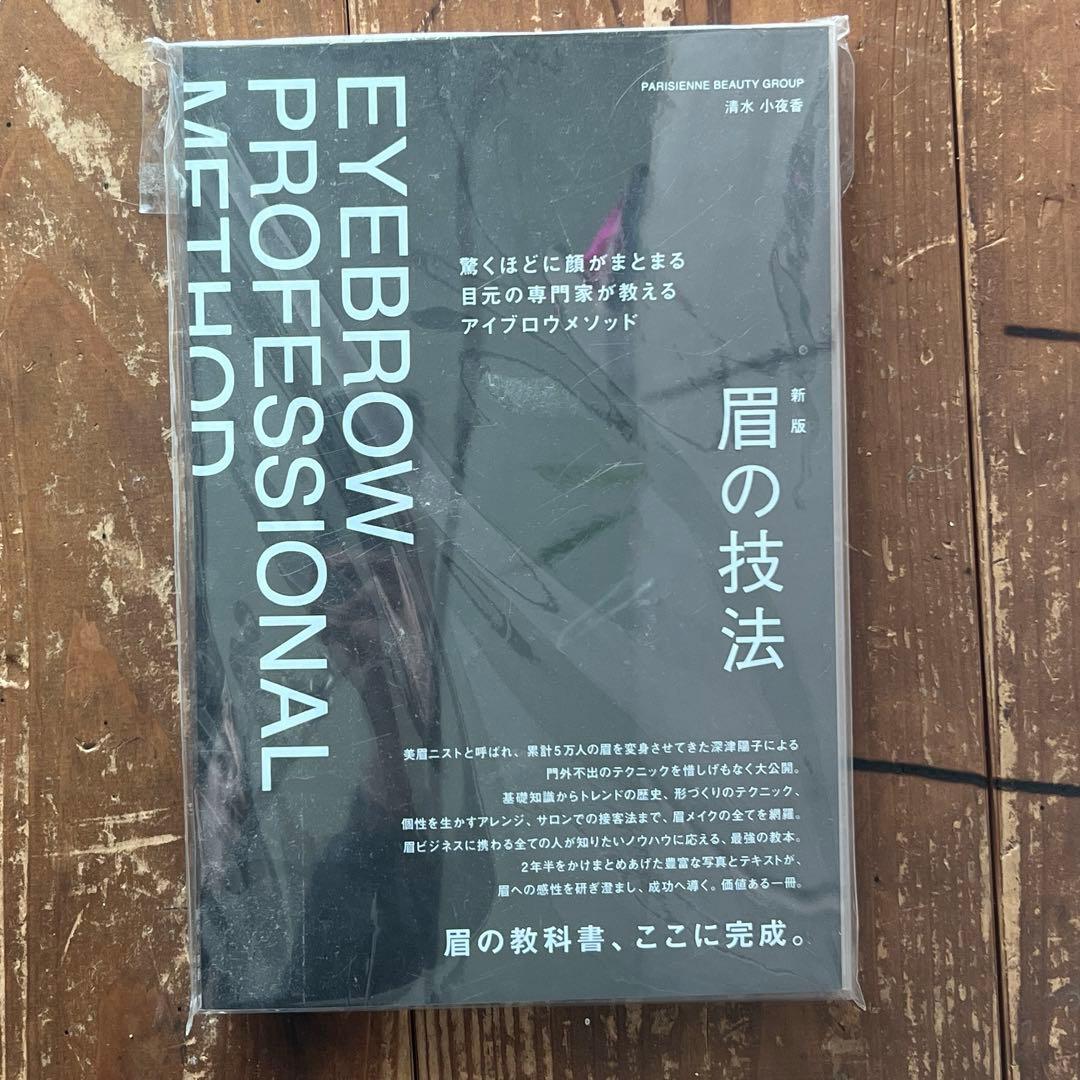 EYEBROW
PROFESSIONAL
METHOD
PARISIENNE BEAUTY GROUP
清水 小夜香
驚くほどに顔がまとまる
目元の専門家が教える
アイブロウメソッド
新版
眉の技法
美眉ニストと呼ばれ、累計5万人の眉を変身させてきた深津陽子による
門外不出のテクニックを惜しげもなく大公開。
基礎知識からトレンドの歴史、形づくりのテクニック、
個性を生かすアレンジ、サロンでの接客法まで、眉メイクの全てを網羅。
眉ビジネスに携わる全ての人が知りたいノウハウに応える、最強の教本。
2年半をかけまとめあげた豊富な写真とテキストが、
眉への感性を研ぎ澄まし、成功へ導く。価値ある一冊。
眉の教科書、ここに完成。